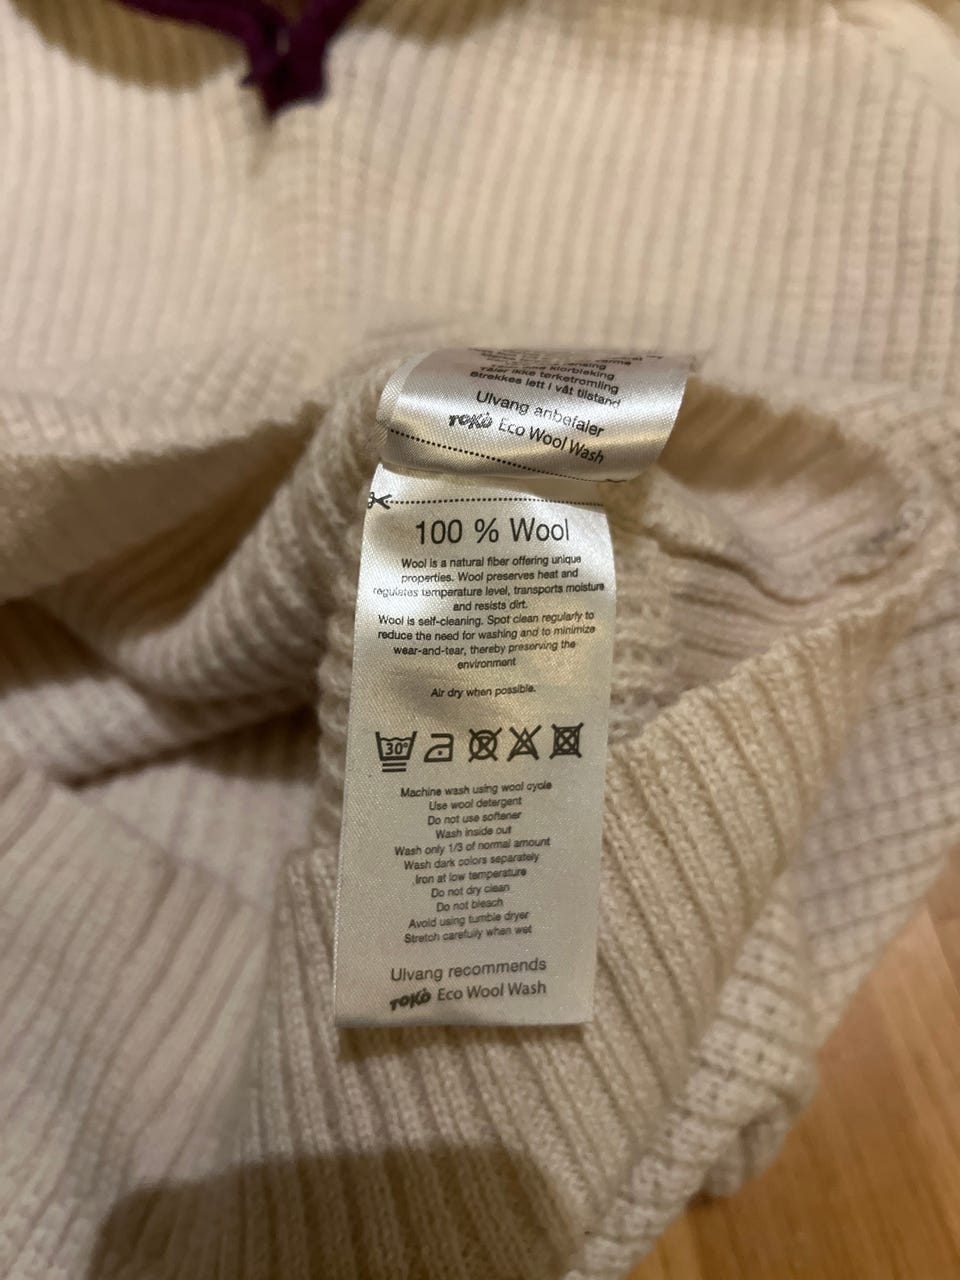 varme
klorbleking
Tåler ikke tørketromling
Strekkes lett i våt tilstand
Ulvang anbefaler
TOKO Eco Wool Wash
100 % Wool
Wool is a natural fiber offering unique
properties. Wool preserves heat and
regulates temperature level, transports moisture
and resists dirt.
Wool is self-cleaning. Spot clean regularly to
reduce the need for washing and to minimize
wear-and-tear, thereby preserving the
environment
Air dry when possible.
30°
Machine wash using wool cycle
Use wool detergent
Do not use softener
Wash inside out
Wash only 1/3 of normal amount
Wash dark colors separately
Iron at low temperature
Do not dry clean
Do not bleach
Avoid using tumble dryer
Stretch carefully when wet
Ulvang recommends
TOKO Eco Wool Wash